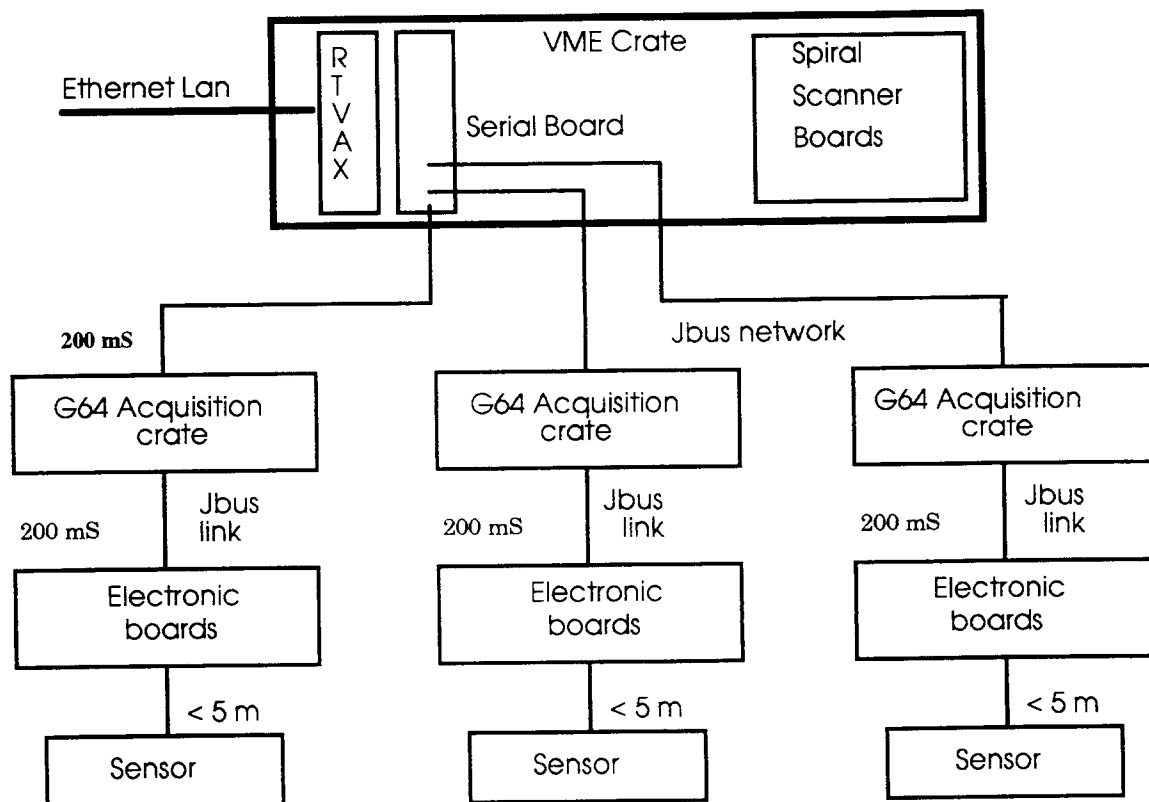 VME Crate
RTVAX
Spiral
Scanner
Boards
Ethernet Lan
Serial Board
200 mS
Jbus network
G64 Acquisition
crate
G64 Acquisition
crate
G64 Acquisition
crate
200 mS
Jbus
link
200 mS
Jbus
link
200 mS
Jbus
link
Electronic
boards
Electronic
boards
Electronic
boards
< 5 m
< 5 m
< 5 m
Sensor
Sensor
Sensor